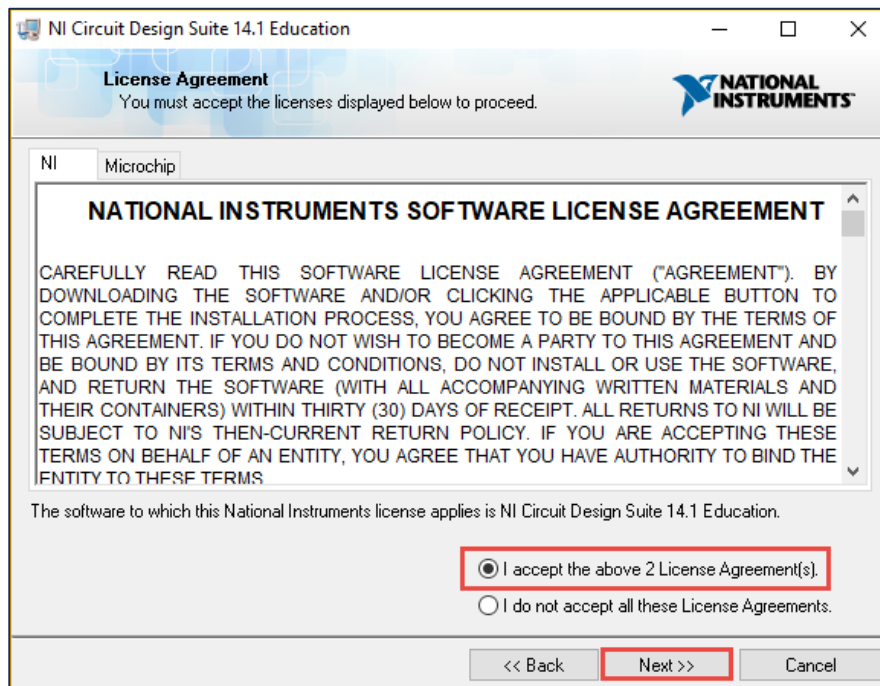 NI Circuit Design Suite 14.1 Education
License Agreement
You must accept the licenses displayed below to proceed.
NATIONAL
INSTRUMENTS™
NI
Microchip
NATIONAL INSTRUMENTS SOFTWARE LICENSE AGREEMENT
CAREFULLY READ THIS SOFTWARE LICENSE AGREEMENT ("AGREEMENT"). BY
DOWNLOADING THE SOFTWARE AND/OR CLICKING THE APPLICABLE BUTTON TO
COMPLETE THE INSTALLATION PROCESS, YOU AGREE TO BE BOUND BY THE TERMS OF
THIS AGREEMENT. IF YOU DO NOT WISH TO BECOME A PARTY TO THIS AGREEMENT AND
BE BOUND BY ITS TERMS AND CONDITIONS, DO NOT INSTALL OR USE THE SOFTWARE,
AND RETURN THE SOFTWARE (WITH ALL ACCOMPANYING WRITTEN MATERIALS AND
THEIR CONTAINERS) WITHIN THIRTY (30) DAYS OF RECEIPT. ALL RETURNS TO NI WILL BE
SUBJECT TO NI'S THEN-CURRENT RETURN POLICY. IF YOU ARE ACCEPTING THESE
TERMS ON BEHALF OF AN ENTITY, YOU AGREE THAT YOU HAVE AUTHORITY TO BIND THE
ENTITY TO THESE TERMS
The software to which this National Instruments license applies is NI Circuit Design Suite 14.1 Education.
I accept the above 2 License Agreement(s).
I do not accept all these License Agreements.
<< Back
Next >>
Cancel